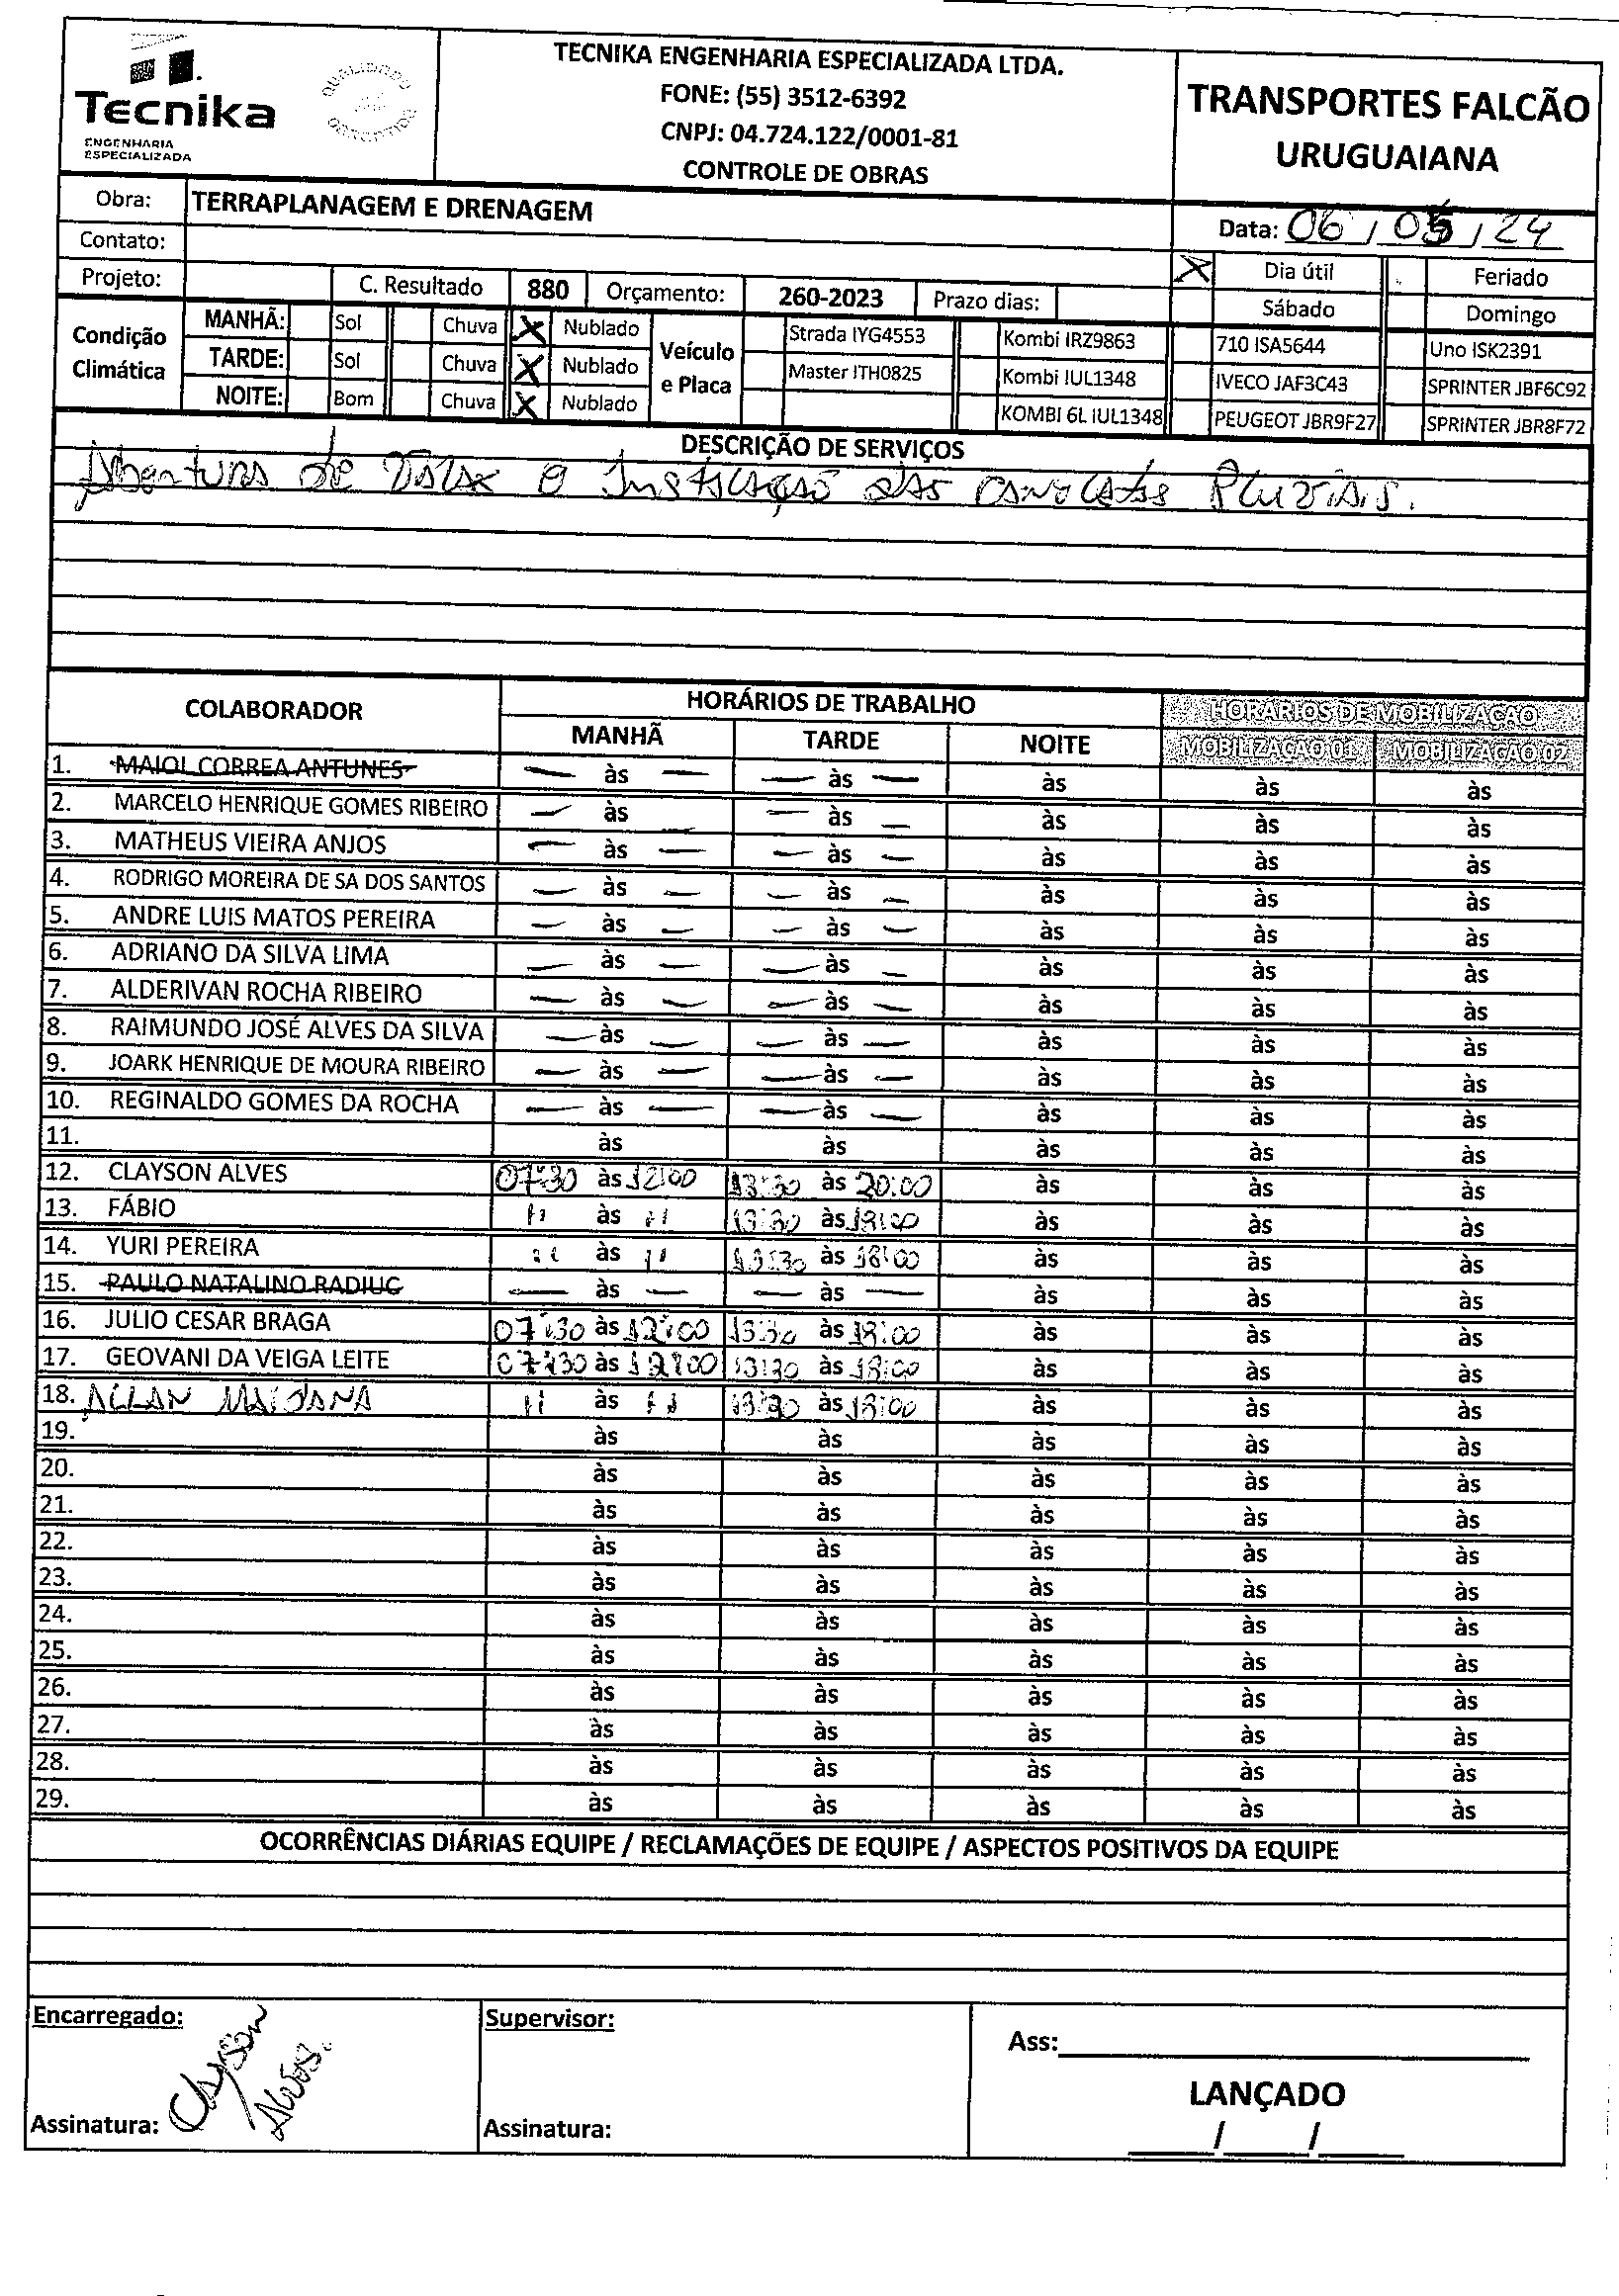 Tecnika
ENGENHARIA
ESPECIALIZADA
TECNIKA ENGENHARIA ESPECIALIZADA LTDA.
FONE: (55) 3512-6392
CNPJ: 04.724.122/0001-81
CONTROLE DE OBRAS
TRANSPORTES FALCÃO
URUGUAIANA
Obra: TERRAPLANAGEM E DRENAGEM
Data: 06 / 05 / 24
Contato:
X Dia útil Feriado
Projeto: C. Resultado 880 Orçamento: 260-2023 Prazo dias:
Sábado Domingo
Condição Climática
MANHÃ: Sol Chuva X Nublado
TARDE: Sol Chuva X Nublado
NOITE: Bom Chuva X Nublado
Veículo e Placa
Strada IYG4553 Kombi IRZ9863 710 ISA5644 Uno ISK2391
Master ITH0825 Kombi IUL1348 IVECO JAF3C43 SPRINTER JBF6C92
KOMBI 6L IUL1348 PEUGEOT JBR9F27 SPRINTER JBR8F72
DESCRIÇÃO DE SERVIÇOS
Abertura de Valas e Instalação das Pluviais.
COLABORADOR HORÁRIOS DE TRABALHO HORÁRIOS DE MOBILIZAÇÃO
MANHÃ TARDE NOITE MOBILIZAÇÃO 01 MOBILIZAÇÃO 02
1. MAIQI CORREA ANTUNES — às — — às — às às às
2. MARCELO HENRIQUE GOMES RIBEIRO — às — — às — às às às
3. MATHEUS VIEIRA ANJOS — às — — às — às às às
4. RODRIGO MOREIRA DE SA DOS SANTOS — às — — às — às às às
5. ANDRE LUIS MATOS PEREIRA — às — — às — às às às
6. ADRIANO DA SILVA LIMA — às — — às — às às às
7. ALDERIVAN ROCHA RIBEIRO — às — — às — às às às
8. RAIMUNDO JOSÉ ALVES DA SILVA — às — — às — às às às
9. JOARK HENRIQUE DE MOURA RIBEIRO — às — — às — às às às
10. REGINALDO GOMES DA ROCHA — às — — às — às às às
11. às às às às às
12. CLAYSON ALVES 07:30 às 12:00 13:30 às 20:00 às às às
13. FÁBIO " às " 13:30 às 18:00 às às às
14. YURI PEREIRA " às " 13:30 às 18:00 às às às
15. PAULO NATALINO RADIUC — às — — às — às às às
16. JULIO CESAR BRAGA 07:30 às 12:00 13:30 às 18:00 às às às
17. GEOVANI DA VEIGA LEITE 07:30 às 12:00 13:30 às 18:00 às às às
18. ALLAN MAIDANA " às " 13:30 às 18:00 às às às
19. às às às às às
20. às às às às às
21. às às às às às
22. às às às às às
23. às às às às às
24. às às às às às
25. às às às às às
26. às às às às às
27. às às às às às
28. às às às às às
29. às às às às às
OCORRÊNCIAS DIÁRIAS EQUIPE / RECLAMAÇÕES DE EQUIPE / ASPECTOS POSITIVOS DA EQUIPE
Encarregado: Supervisor:
Clayson Alves.
Ass:
LANÇADO
Assinatura: Assinatura:
/ /